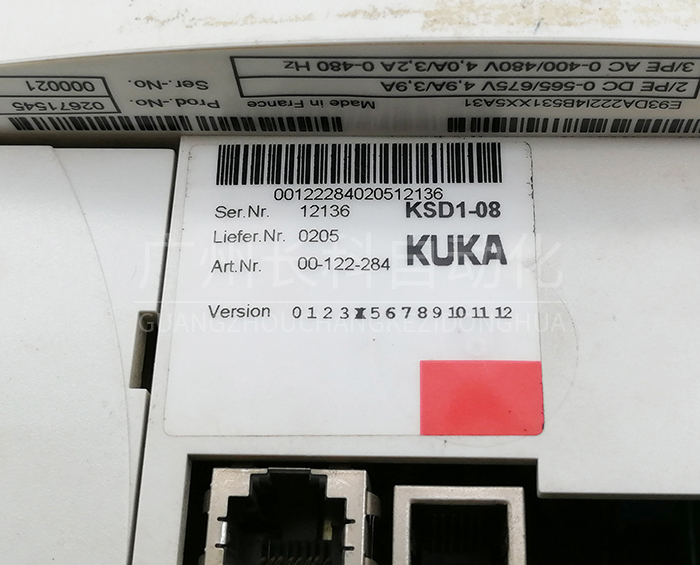 E93DA222I4B531XX5A31
Made in France
Prod.-No.
02671545
2/PE DC 0-565/675V 4,9A/3,9A
Ser.-No.
000021
3/PE AC 0-400/480V 4,0A/3,2A 0-480 Hz
00122284020512136
Ser.Nr. 12136 KSD1-08
Liefer.Nr. 0205
KUKA
Art.Nr. 00-122-284
广州长科自动化
Version 0 1 2 3 X 5 6 7 8 9 10 11 12
GUANGZHOUCHANGKEZIDONGHUA